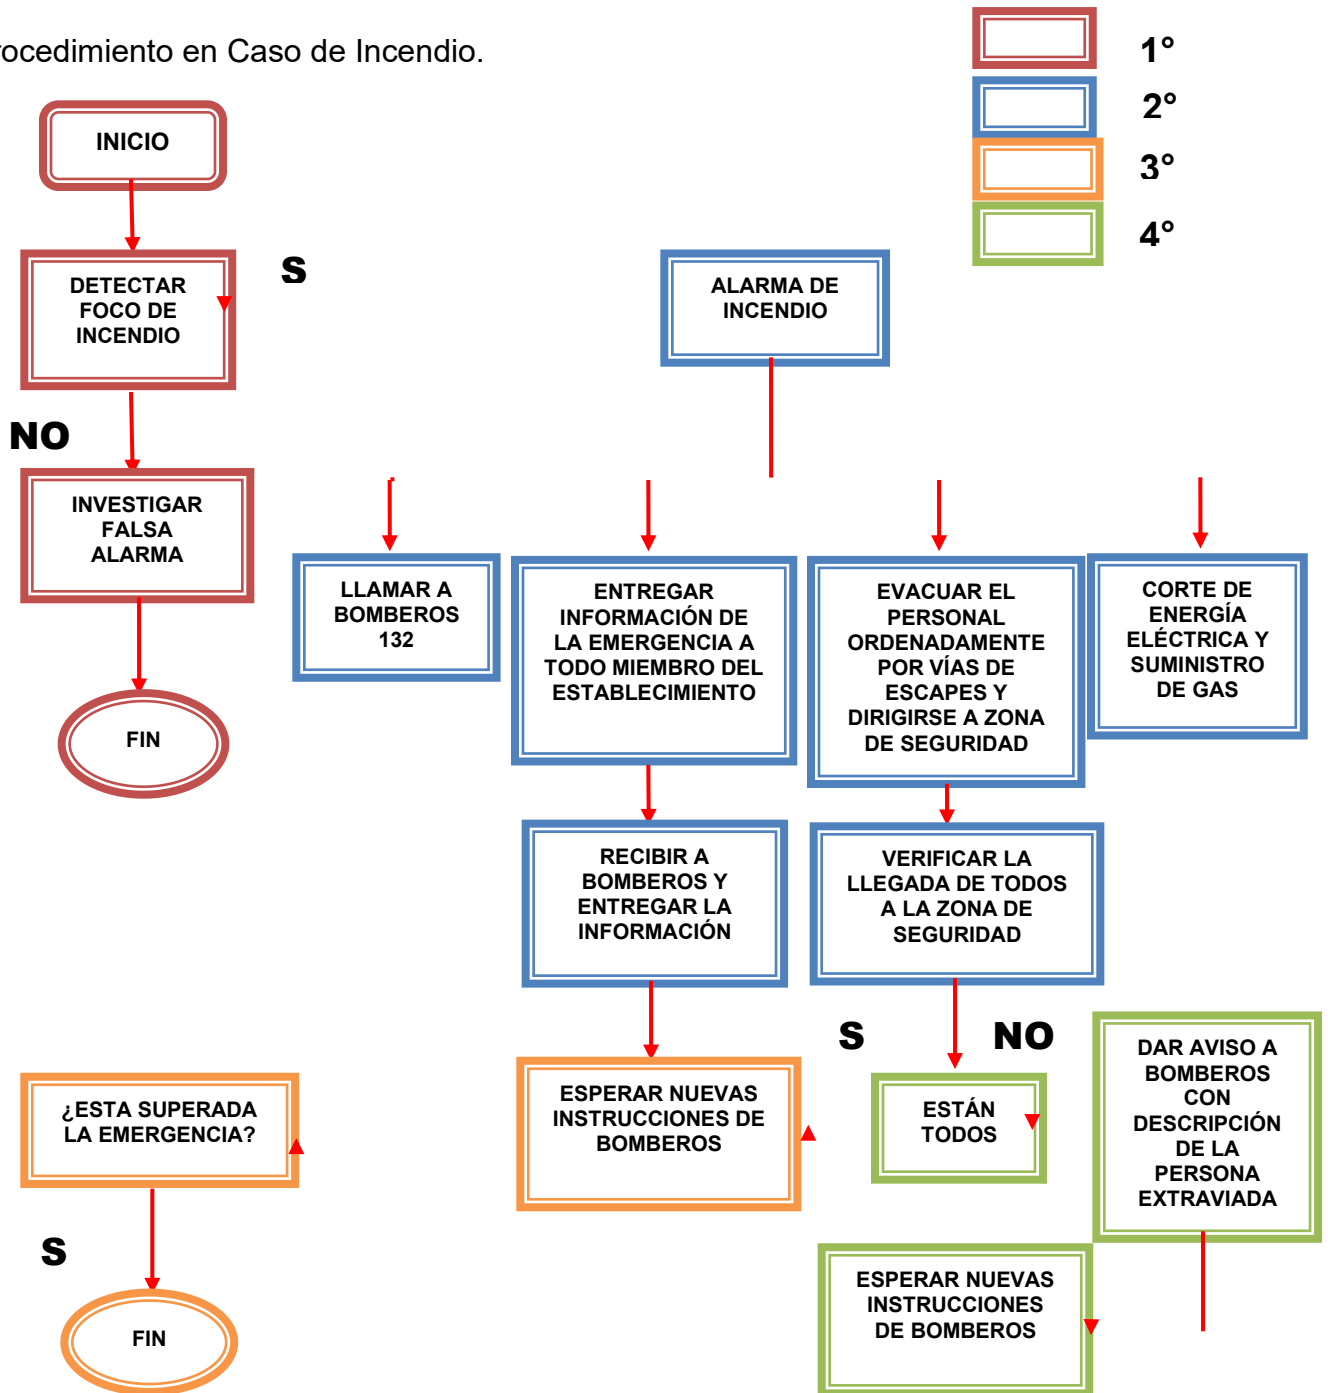 rocedimiento en Caso de Incendio.
1°
2°
3°
4°
INICIO
DETECTAR
FOCO DE
INCENDIO
S
NO
INVESTIGAR
FALSA
ALARMA
FIN
ALARMA DE
INCENDIO
LLAMAR A
BOMBEROS
132
ENTREGAR
INFORMACIÓN DE
LA EMERGENCIA A
TODO MIEMBRO DEL
ESTABLECIMIENTO
EVACUAR EL
PERSONAL
ORDENADAMENTE
POR VÍAS DE
ESCAPES Y
DIRIGIRSE A ZONA
DE SEGURIDAD
CORTE DE
ENERGÍA
ELÉCTRICA Y
SUMINISTRO
DE GAS
RECIBIR A
BOMBEROS Y
ENTREGAR LA
INFORMACIÓN
VERIFICAR LA
LLEGADA DE TODOS
A LA ZONA DE
SEGURIDAD
S
NO
¿ESTA SUPERADA
LA EMERGENCIA?
ESPERAR NUEVAS
INSTRUCCIONES DE
BOMBEROS
ESTÁN
TODOS
DAR AVISO A
BOMBEROS
CON
DESCRIPCIÓN
DE LA
PERSONA
EXTRAVIADA
S
FIN
ESPERAR NUEVAS
INSTRUCCIONES
DE BOMBEROS